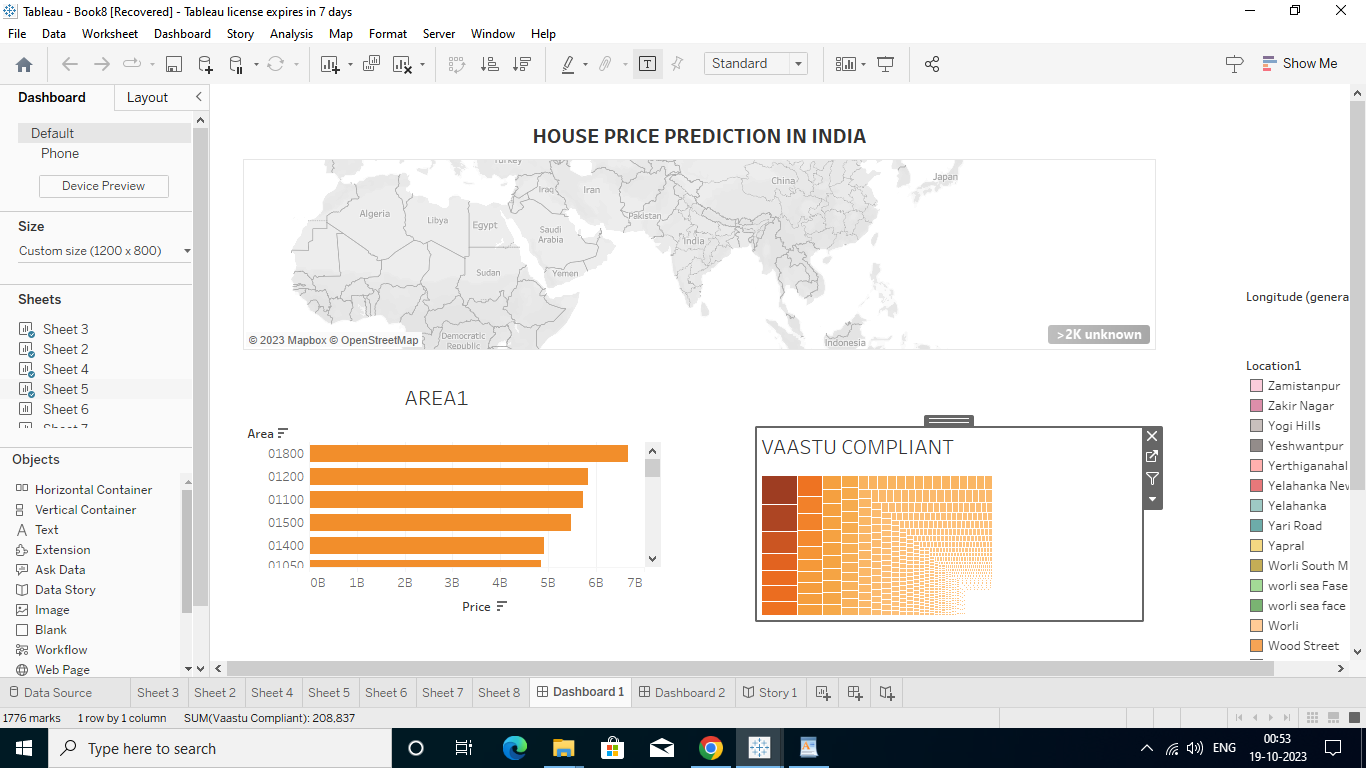 Tableau - Book8 [Recovered] - Tableau license expires in 7 days
File Data Worksheet Dashboard Story Analysis Map Format Server Window Help
Standard
Show Me
Dashboard Layout
Default
Phone
Device Preview
Size
Custom size (1200 x 800)
Sheets
Sheet 3
Sheet 2
Sheet 4
Sheet 5
Sheet 6
Objects
Horizontal Container
Vertical Container
Text
Extension
Ask Data
Data Story
Image
Blank
Workflow
Web Page
HOUSE PRICE PREDICTION IN INDIA
Turkey
China
Japan
Iraq
Iran
Algeria
Libya
Egypt
Pakistan
Saudi
Arabia
India
Sudan
Yemen
Democratic
Republic
Indonesia
© 2023 Mapbox © OpenStreetMap
>2K unknown
AREA1
Area
01800
01200
01100
01500
01400
01050
0B 1B 2B 3B 4B 5B 6B 7B
Price
VAASTU COMPLIANT
Longitude (genera
Location1
Zamistanpur
Zakir Nagar
Yogi Hills
Yeshwantpur
Yerthiganahal
Yelahanka Nev
Yelahanka
Yari Road
Yapral
Worli South M
worli sea Fase
worli sea face
Worli
Wood Street
Data Source Sheet 3 Sheet 2 Sheet 4 Sheet 5 Sheet 6 Sheet 7 Sheet 8 Dashboard 1 Dashboard 2 Story 1
1776 marks 1 row by 1 column SUM(Vaastu Compliant): 208,837
Type here to search
ENG
00:53
19-10-2023